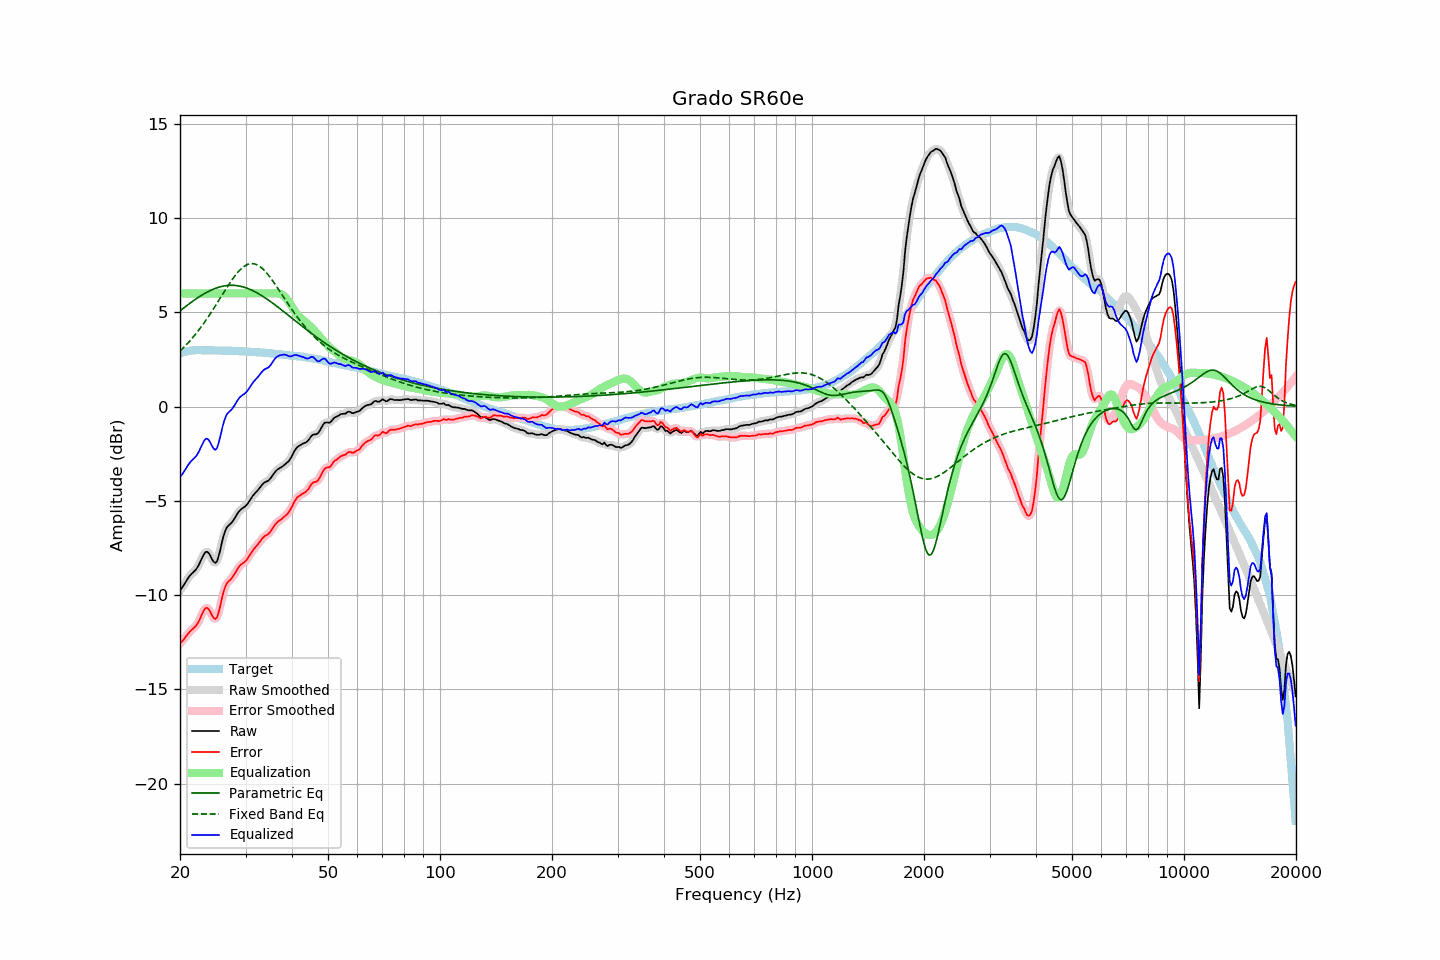 Grado SR60e
15
10
5
0
−5
−10
−15
−20
Amplitude (dBr)
Target
Raw Smoothed
Error Smoothed
Raw
Error
Equalization
Parametric Eq
Fixed Band Eq
Equalized
20 50 100 200 500 1000 2000 5000 10000 20000
Frequency (Hz)